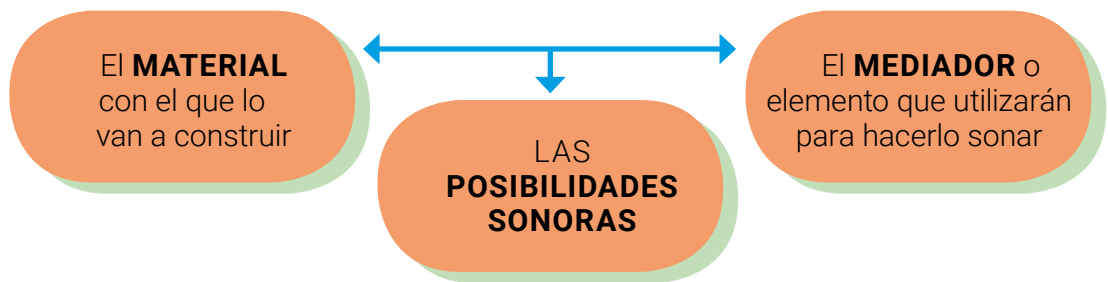 El MATERIAL
con el que lo
van a construir
LAS
POSIBILIDADES
SONORAS
El MEDIADOR o
elemento que utilizarán
para hacerlo sonar